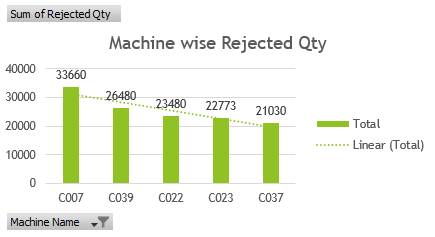 Sum of Rejected Qty
Machine wise Rejected Qty
40000
30000
20000
10000
0
33660
26480
23480
22773
21030
C007 C039 C022 C023 C037
Total
Linear (Total)
Machine Name